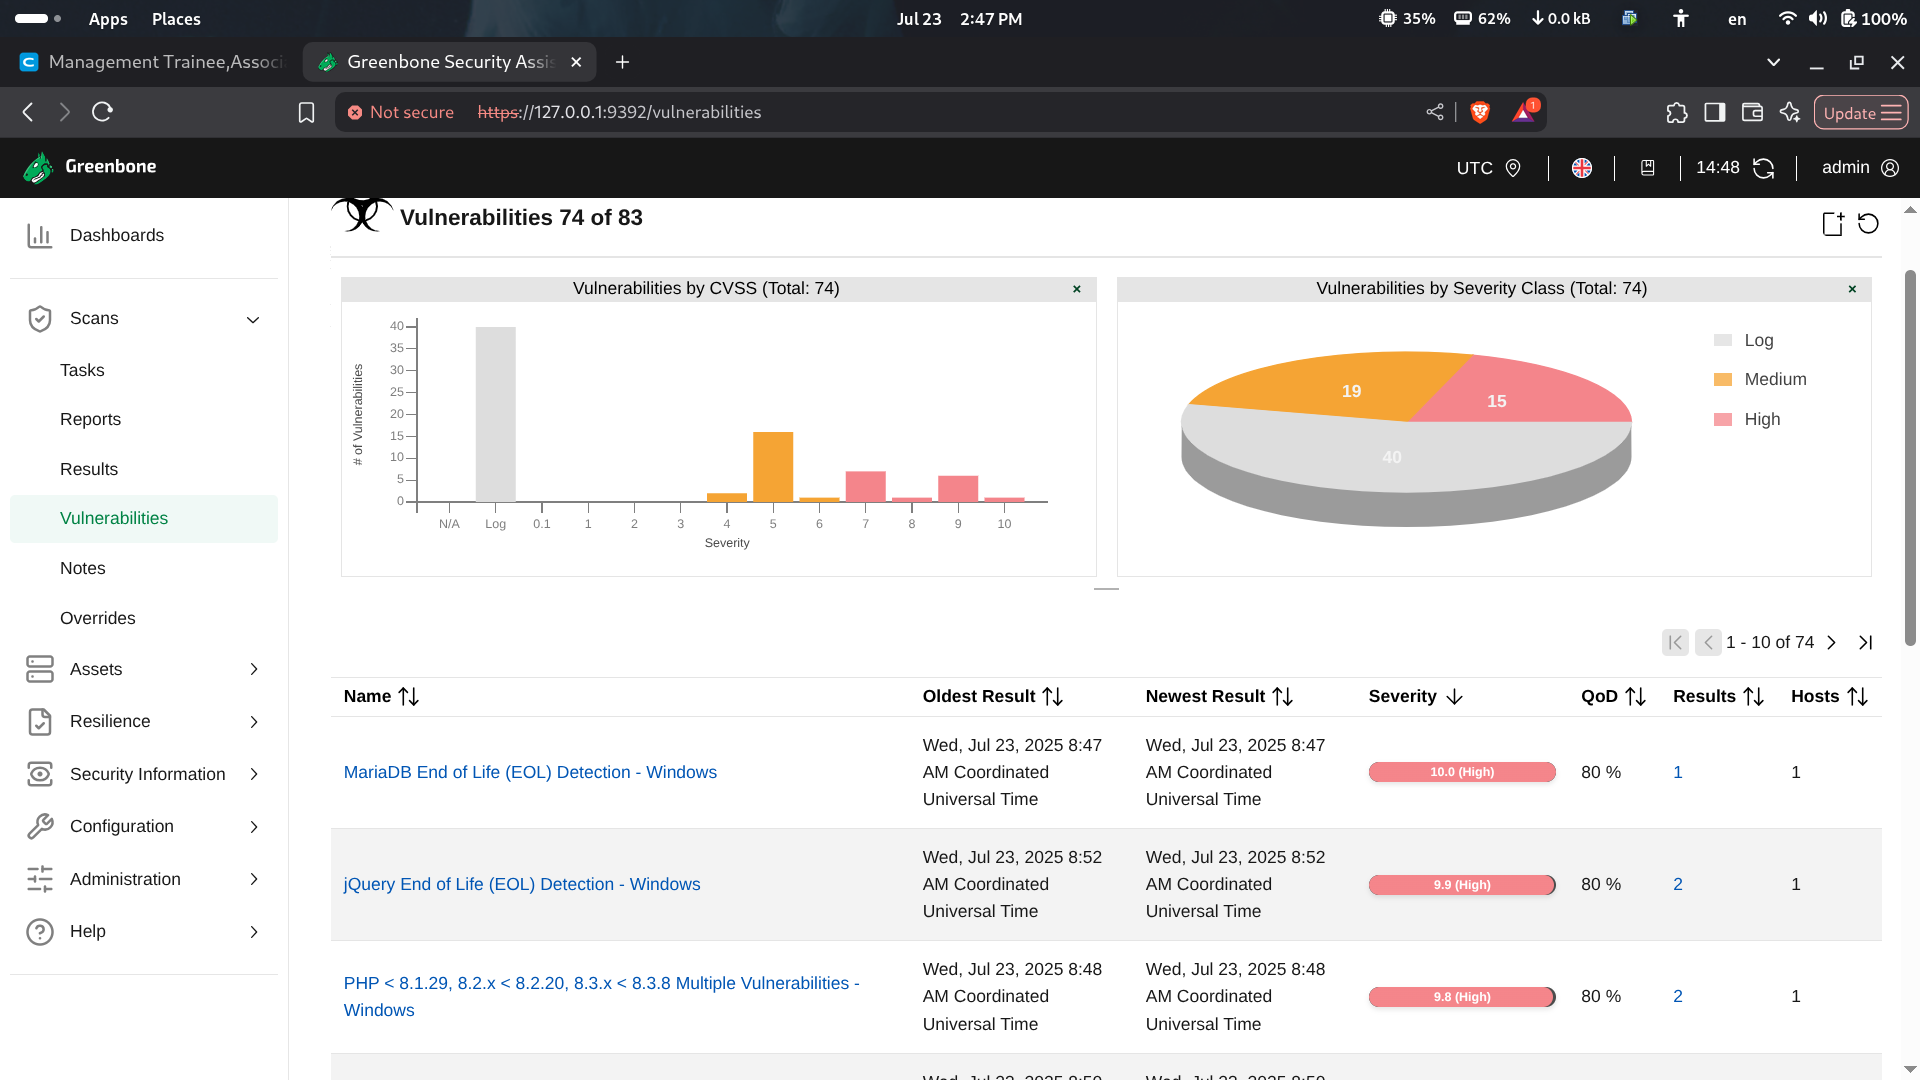 Apps Places Jul 23 2:47 PM 35% 62% 0.0 kB en 100%
Management Trainee,Associ Greenbone Security Assis
Not secure https://127.0.0.1:9392/vulnerabilities 1 Update
Greenbone UTC 14:48 admin
Dashboards
Scans
Tasks
Reports
Results
Vulnerabilities
Notes
Overrides
Assets
Resilience
Security Information
Configuration
Administration
Help
Vulnerabilities 74 of 83
Vulnerabilities by CVSS (Total: 74) ×
# of Vulnerabilities
40
35
30
25
20
15
10
5
0
N/A Log 0.1 1 2 3 4 5 6 7 8 9 10
Severity
Vulnerabilities by Severity Class (Total: 74) ×
19
15
40
Log
Medium
High
1 - 10 of 74
Name Oldest Result Newest Result Severity QoD Results Hosts
MariaDB End of Life (EOL) Detection - Windows
Wed, Jul 23, 2025 8:47
AM Coordinated
Universal Time
Wed, Jul 23, 2025 8:47
AM Coordinated
Universal Time
10.0 (High) 80 % 1 1
jQuery End of Life (EOL) Detection - Windows
Wed, Jul 23, 2025 8:52
AM Coordinated
Universal Time
Wed, Jul 23, 2025 8:52
AM Coordinated
Universal Time
9.9 (High) 80 % 2 1
PHP < 8.1.29, 8.2.x < 8.2.20, 8.3.x < 8.3.8 Multiple Vulnerabilities -
Windows
Wed, Jul 23, 2025 8:48
AM Coordinated
Universal Time
Wed, Jul 23, 2025 8:48
AM Coordinated
Universal Time
9.8 (High) 80 % 2 1